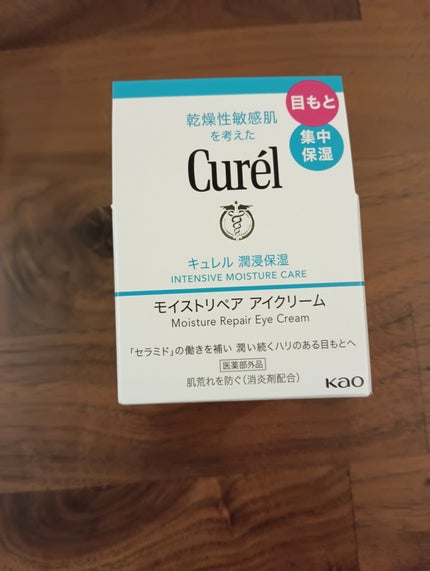 目もと
集中
保湿
乾燥性敏感肌
を考えた
Curél
キュレル 潤浸保湿
INTENSIVE MOISTURE CARE
モイストリペア アイクリーム
Moisture Repair Eye Cream
「セラミド」の働きを補い 潤い続くハリのある目もとへ
医薬部外品
肌荒れを防ぐ(消炎剤配合)
Kao